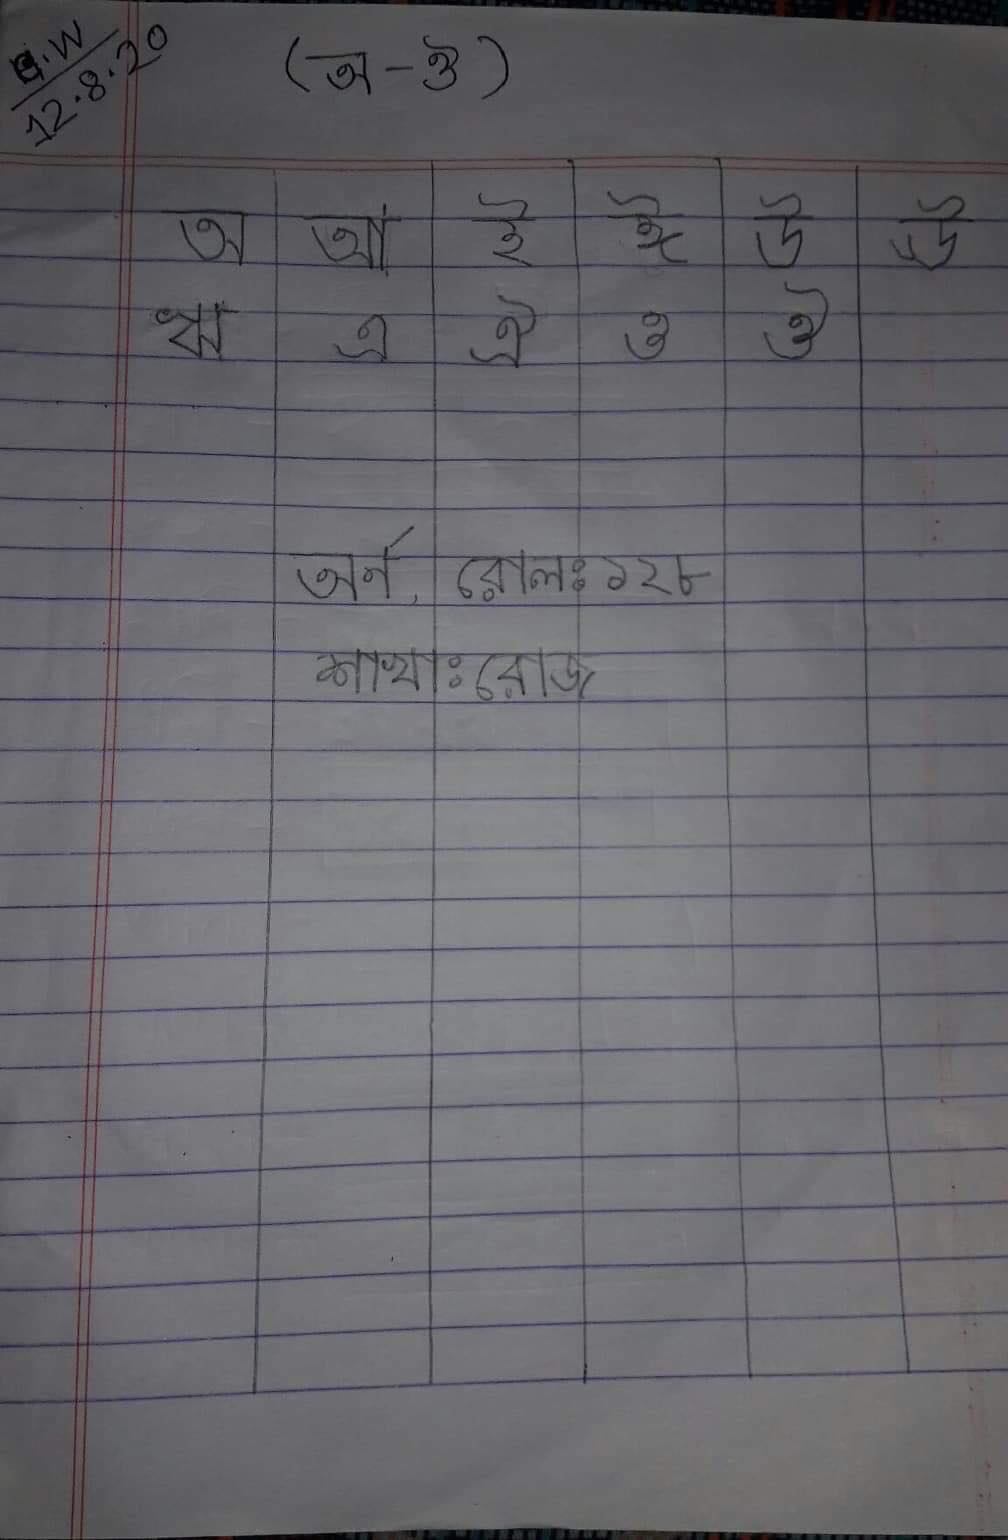 C.W
12.8.20
(অ-ঔ)
অ আ ই ঈ উ ঊ
ঋ এ ঐ ও ঔ
অর্ন, রোলঃ ১২৮
শাখাঃ রোজ